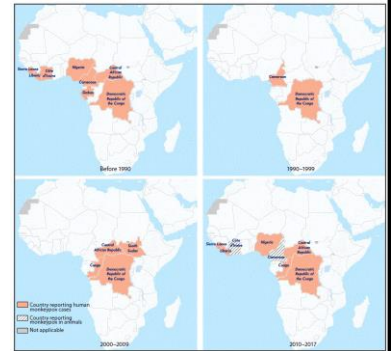 Sierra Leone
Liberia
Côte
d'Ivoire
Nigeria
Cameroon
Gabon
Central
African
Republic
Democratic
Republic of
the Congo
Before 1990
Cameroon
Democratic
Republic of
the Congo
1990–1999
Central
African Republic
South
Sudan
Congo
Democratic
Republic of
the Congo
Country reporting human
monkeypox cases
Country reporting
monkeypox in animals
Not applicable
2000–2009
Sierra Leone
Liberia
Côte
d'Ivoire
Nigeria
Cameroon
Central
African Republic
Congo
Democratic
Republic of
the Congo
2010–2017